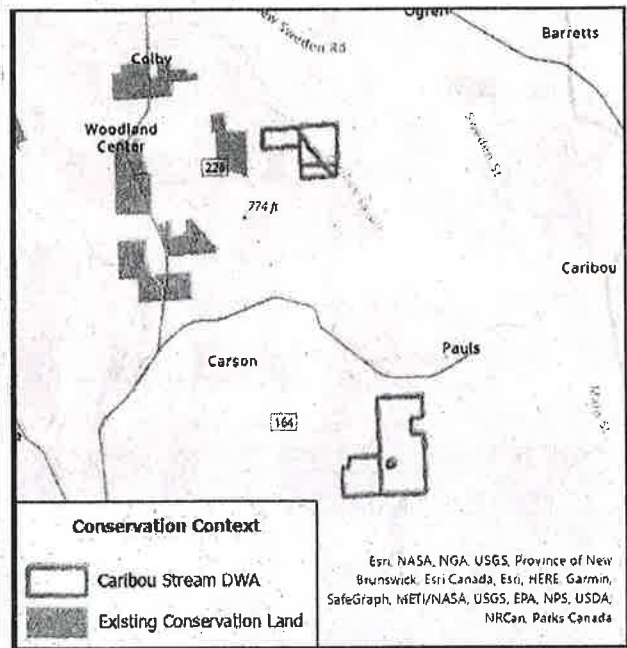 Ogren
Barretts
New Sweden Rd
Colby
Woodland
Center
228
774 ft
Sweden St
Caribou
Carson
Pauls
164
Main St
Conservation Context
Caribou Stream DWA
Existing Conservation Land
Esri, NASA, NGA, USGS, Province of New
Brunswick, Esri Canada, Esri, HERE, Garmin,
SafeGraph, METI/NASA, USGS, EPA, NPS, USDA,
NRCan, Parks Canada